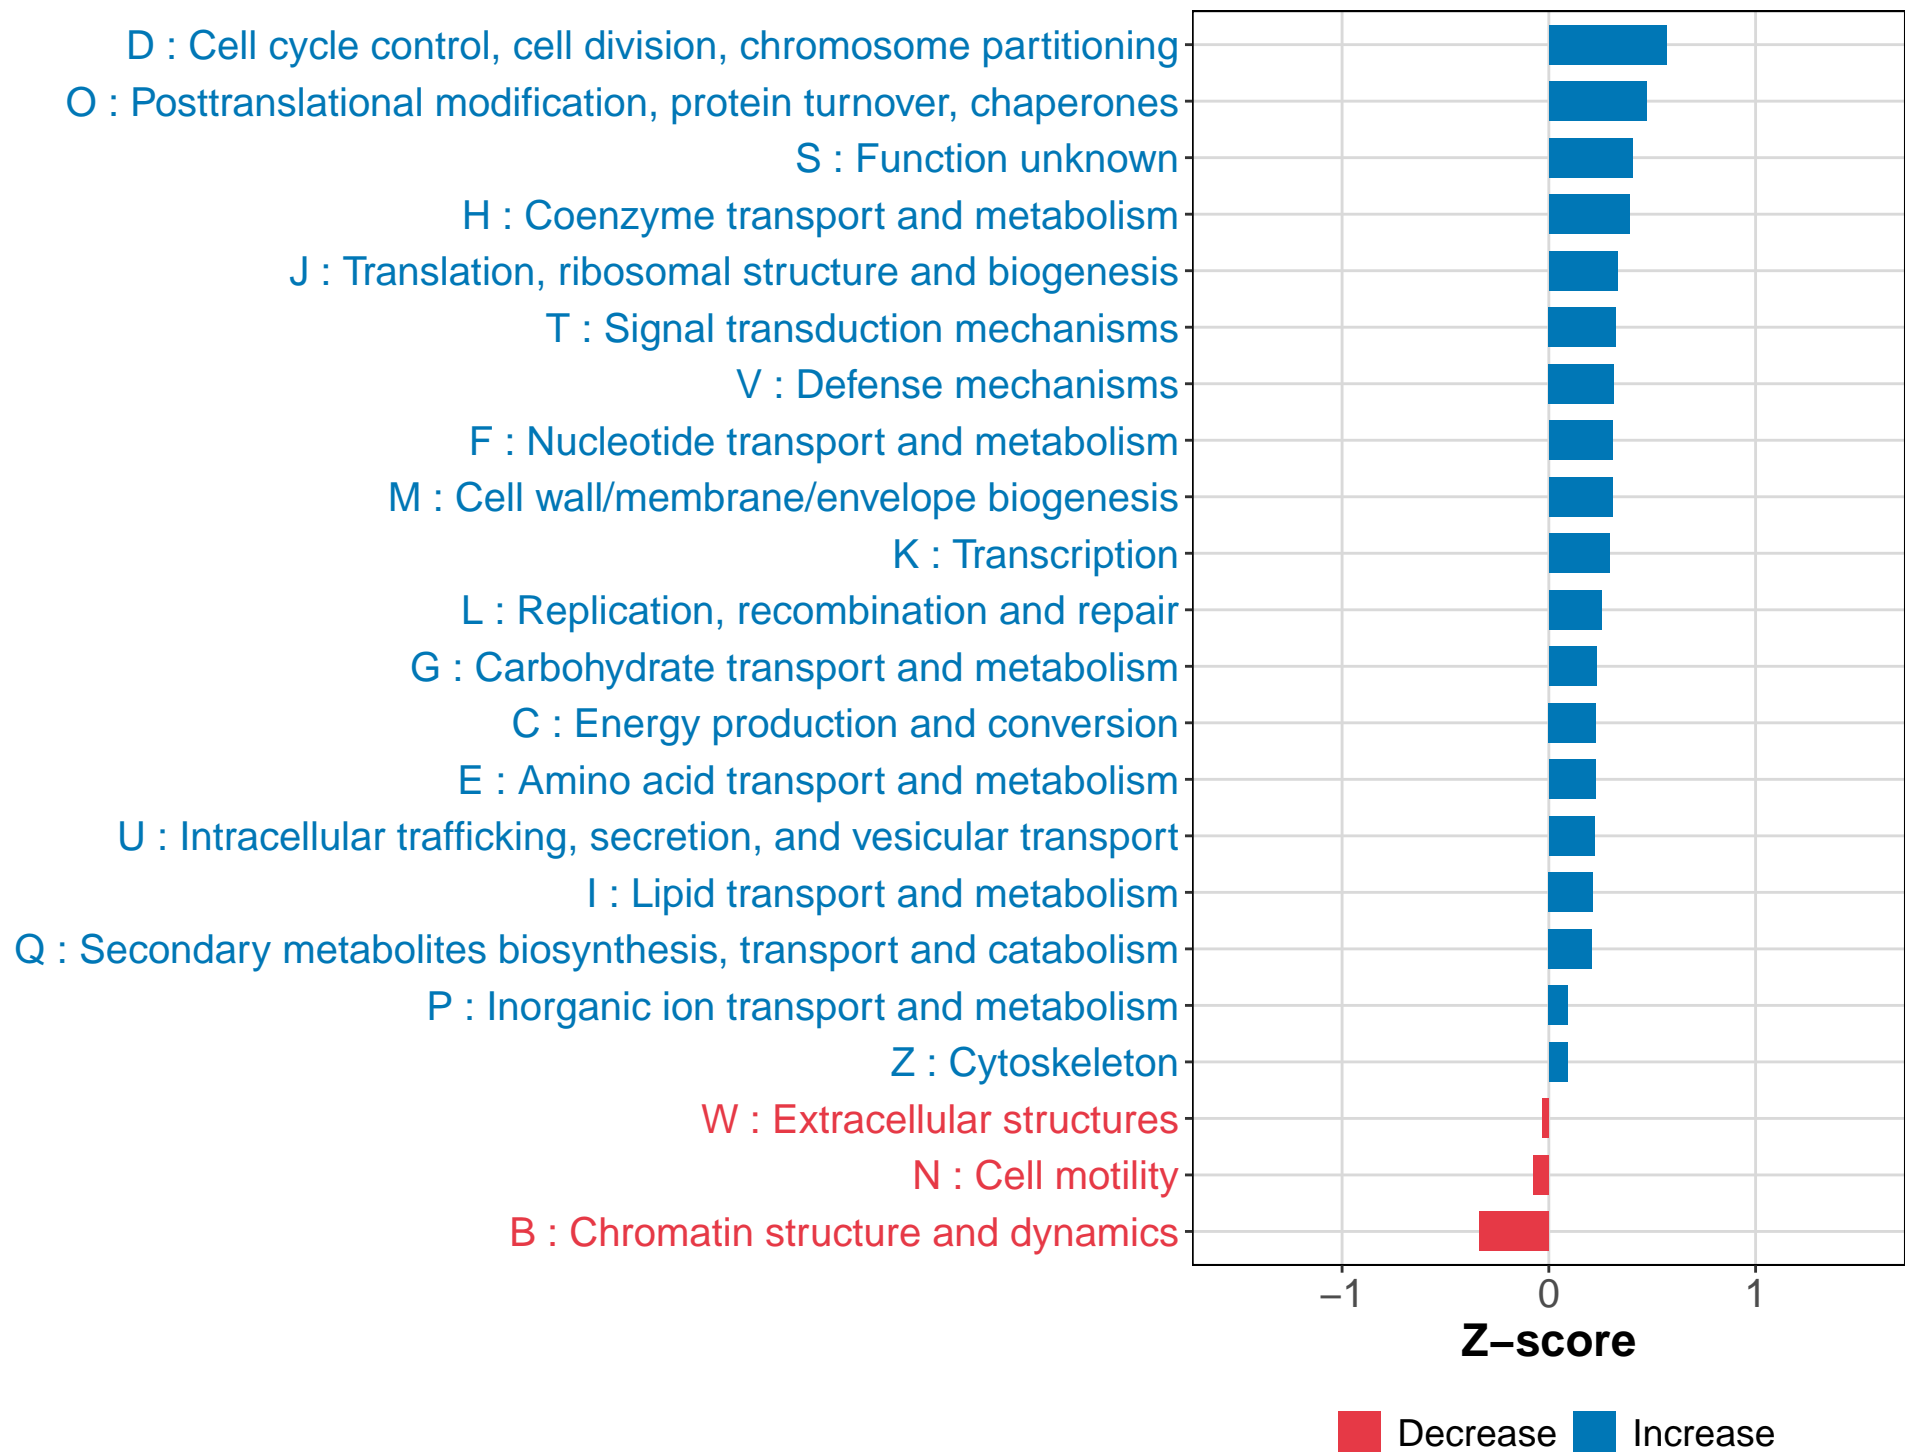 D : Cell cycle control, cell division, chromosome partitioning
O : Posttranslational modification, protein turnover, chaperones
S : Function unknown
H : Coenzyme transport and metabolism
J : Translation, ribosomal structure and biogenesis
T : Signal transduction mechanisms
V : Defense mechanisms
F : Nucleotide transport and metabolism
M : Cell wall/membrane/envelope biogenesis
K : Transcription
L : Replication, recombination and repair
G : Carbohydrate transport and metabolism
C : Energy production and conversion
E : Amino acid transport and metabolism
U : Intracellular trafficking, secretion, and vesicular transport
I : Lipid transport and metabolism
Q : Secondary metabolites biosynthesis, transport and catabolism
P : Inorganic ion transport and metabolism
Z : Cytoskeleton
W : Extracellular structures
N : Cell motility
B : Chromatin structure and dynamics
−1 0 1
Z−score
Decrease Increase